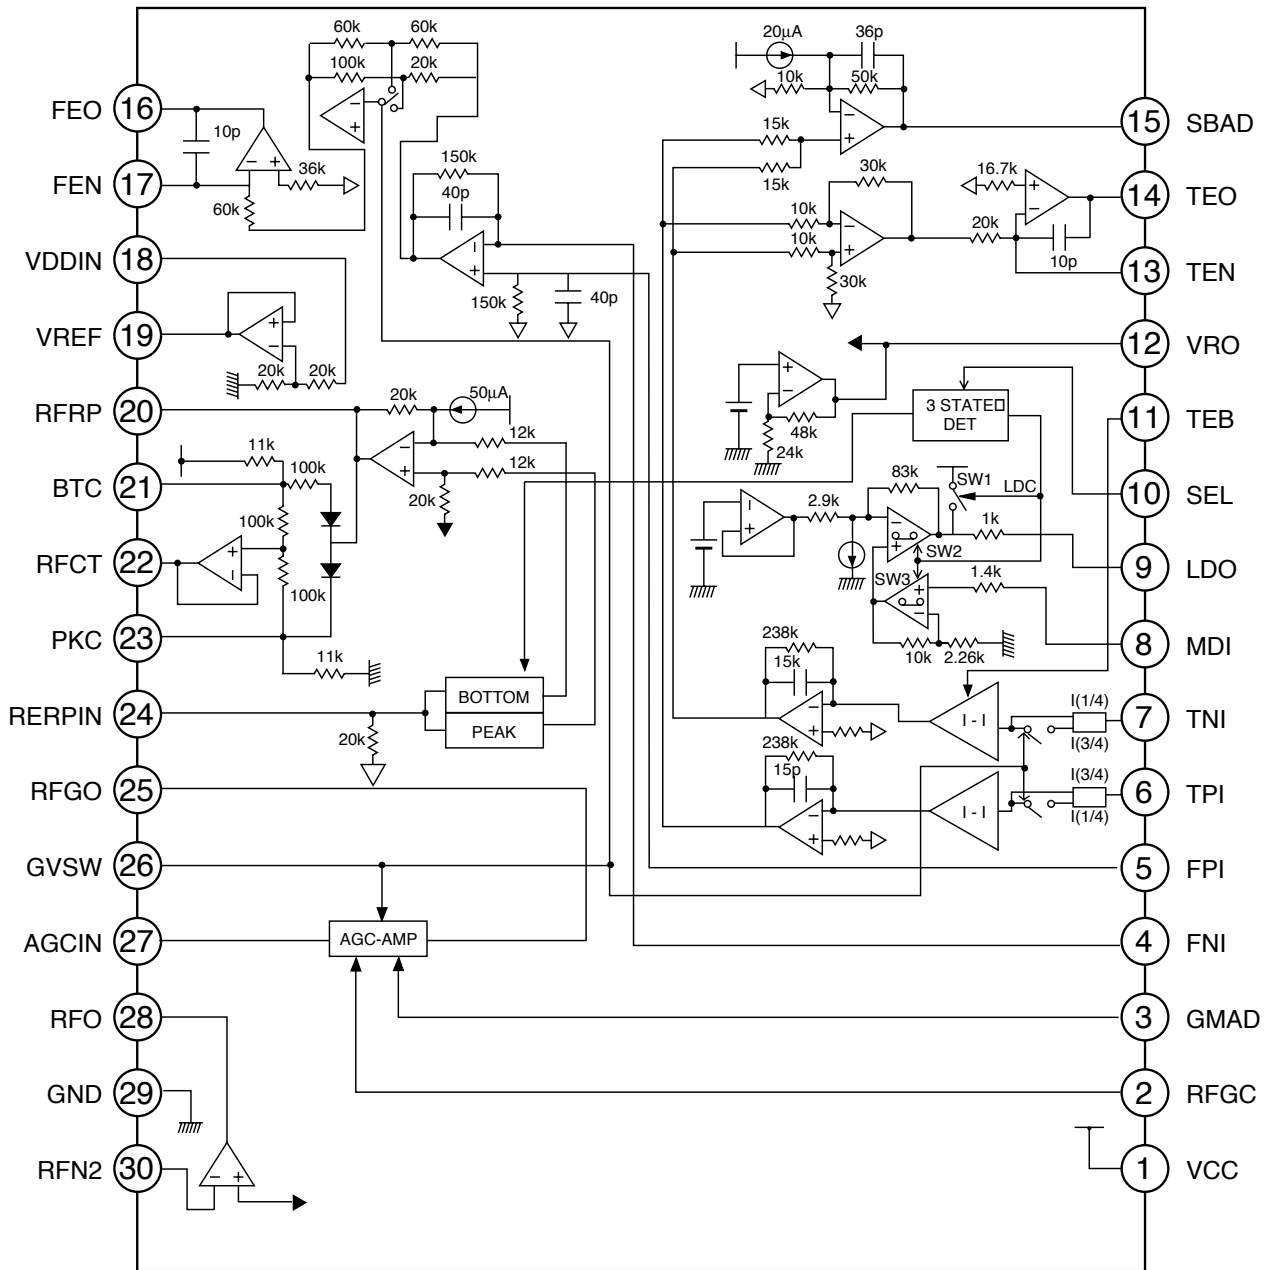 60k
60k
100k
20k
20µA
36p
10k
50k
FEO
16
10p
FEN
17
36k
60k
15k
15k
15
SBAD
150k
40p
30k
16.7k
14
TEO
10k
10k
20k
10p
13
TEN
VDDIN
18
150k
40p
30k
VREF
19
20k
20k
12
VRO
48k
24k
3 STATE
DET
11
TEB
RFRP
20
20k
50µA
12k
12k
20k
11k
BTC
21
100k
100k
83k
SW1
LDC
10
SEL
2.9k
1k
RFCT
22
100k
SW2
SW3
1.4k
9
LDO
PKC
23
11k
10k
2.26k
8
MDI
238k
15k
BOTTOM
PEAK
RERPIN
24
20k
I - I
I(1/4)
I(3/4)
7
TNI
238k
15p
I - I
I(3/4)
I(1/4)
6
TPI
RFGO
25
GVSW
26
5
FPI
AGCIN
27
AGC-AMP
4
FNI
RFO
28
3
GMAD
GND
29
2
RFGC
RFN2
30
1
VCC